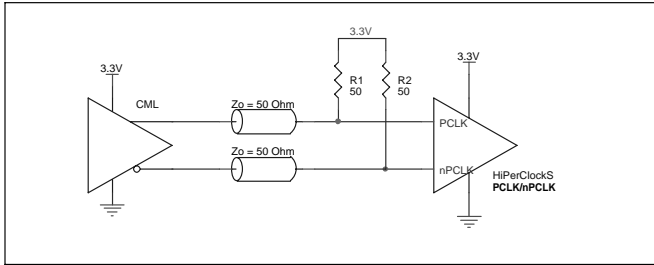 3.3V
3.3V
3.3V
R1
50
R2
50
CML
Zo = 50 Ohm
PCLK
Zo = 50 Ohm
nPCLK
HiPerClockS
PCLK/nPCLK